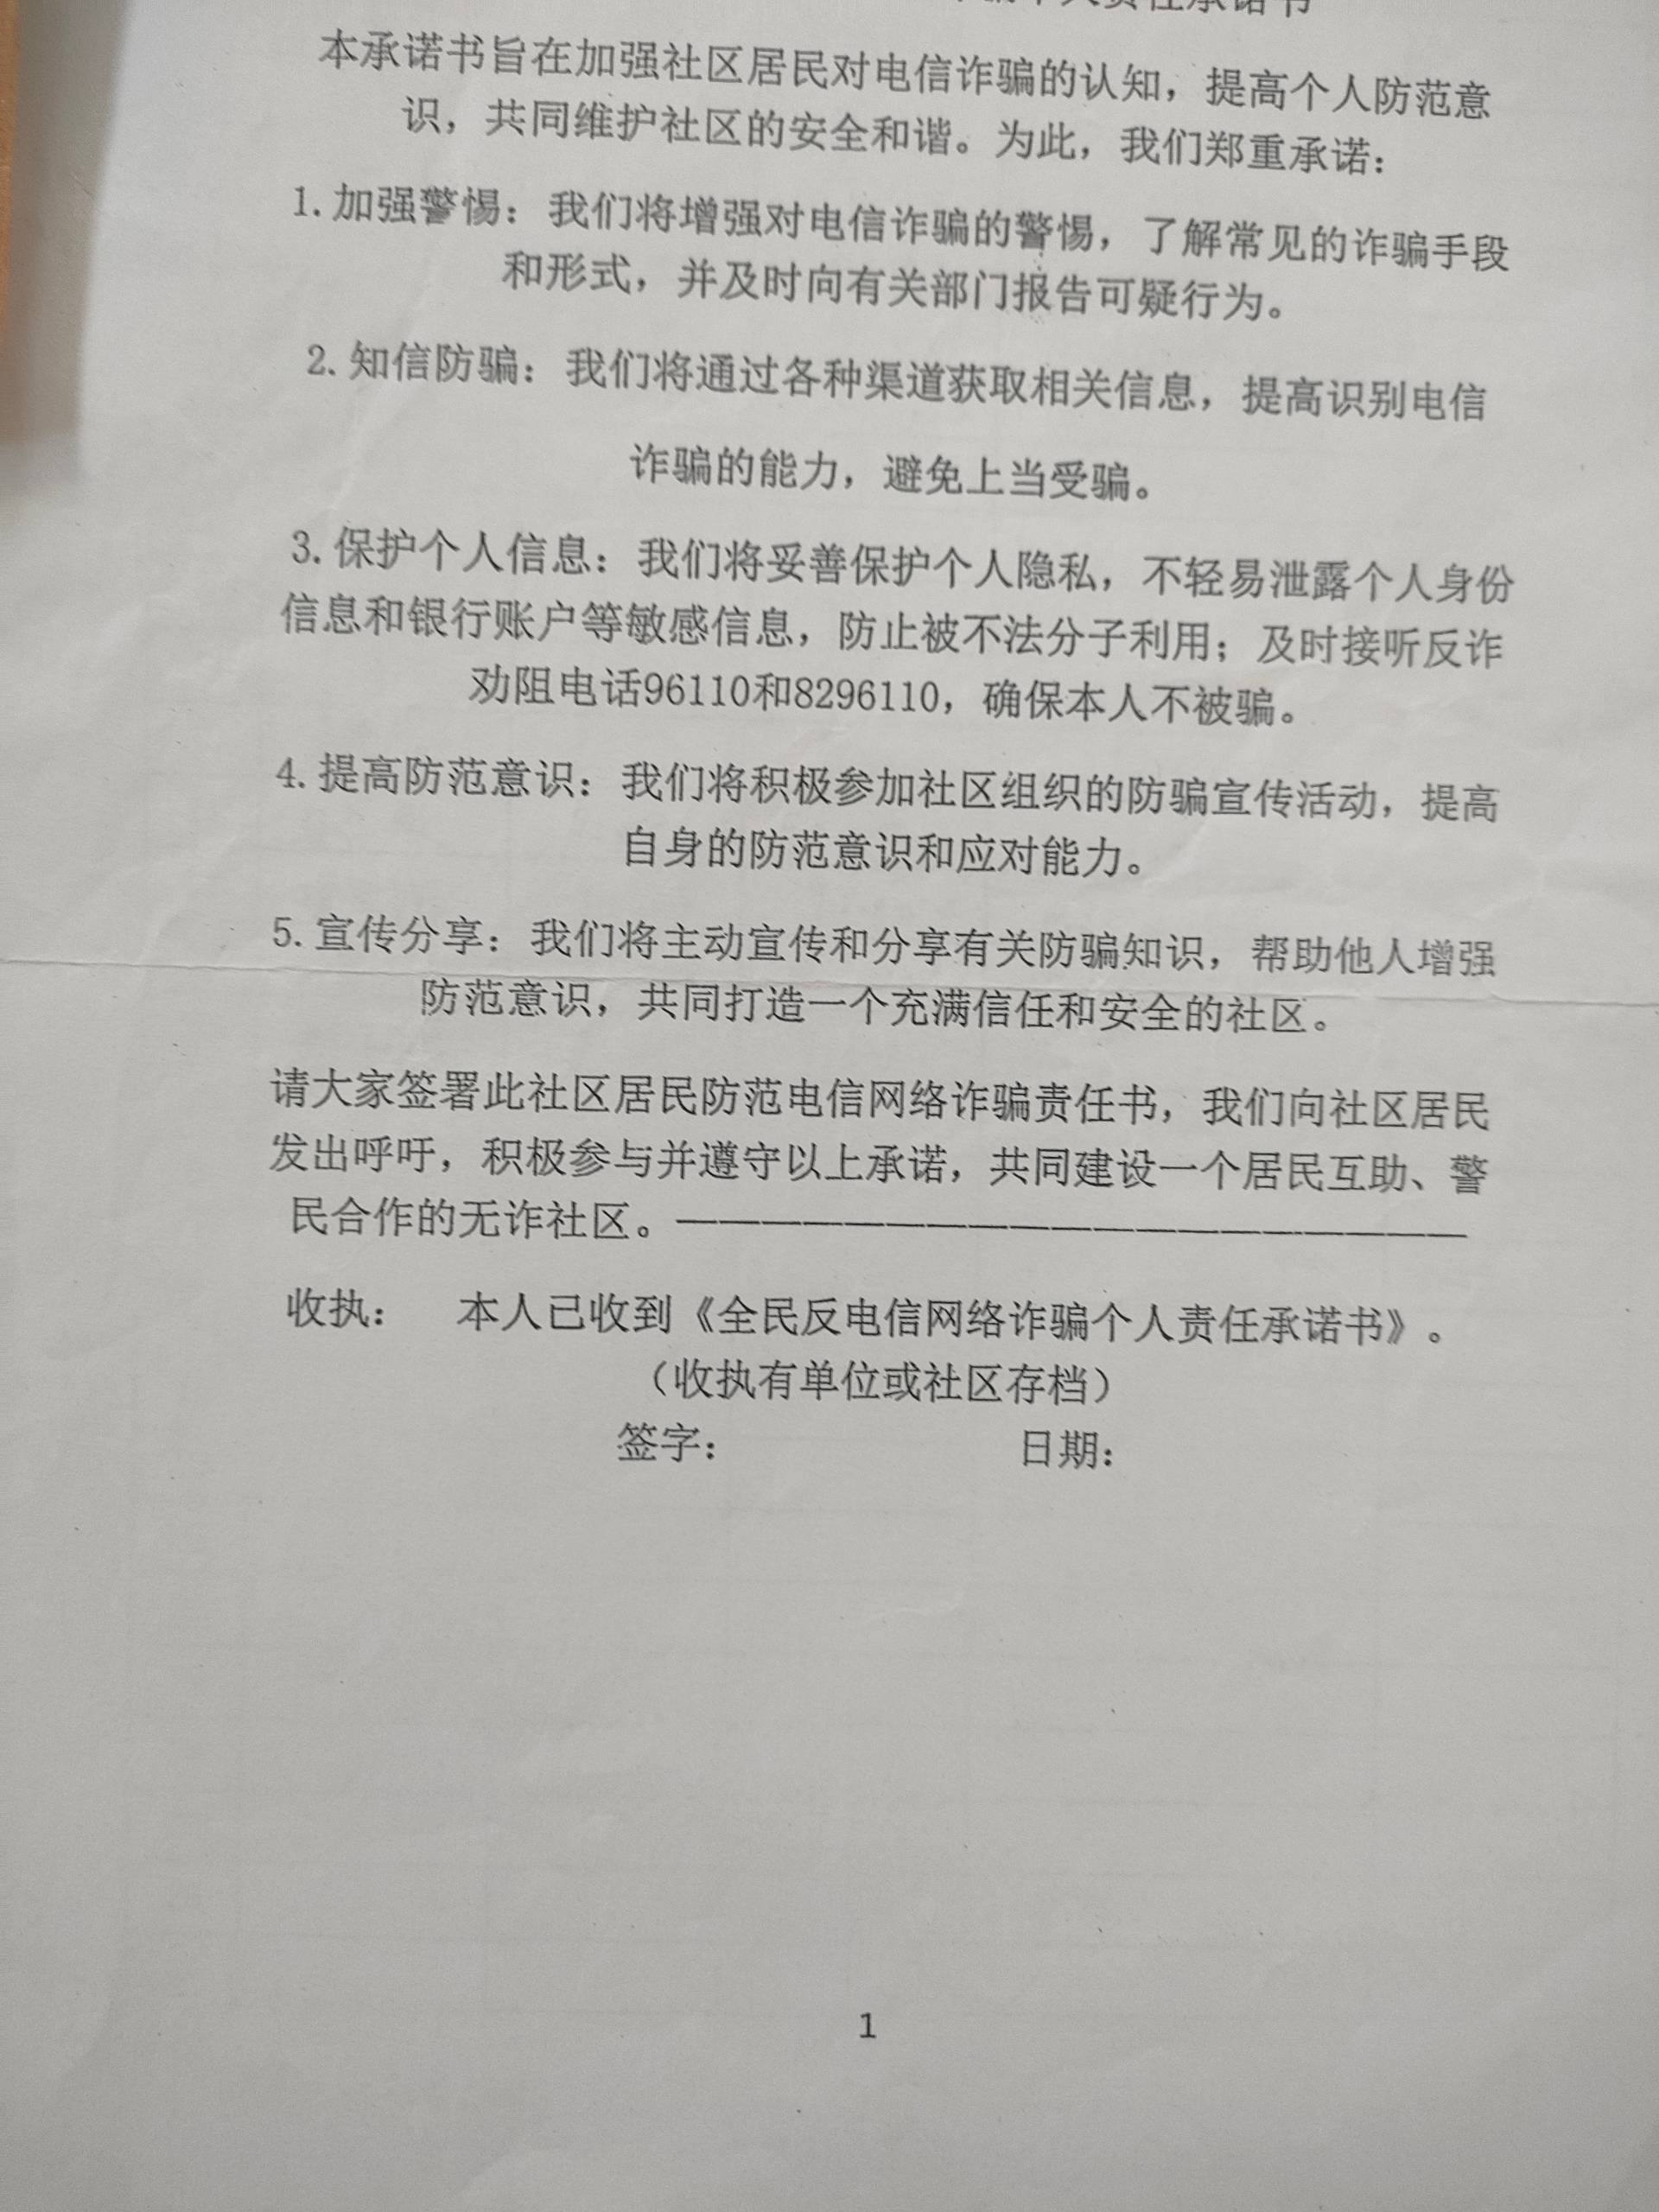 个人责任承诺书
本承诺书旨在加强社区居民对电信诈骗的认知，提高个人防范意
识，共同维护社区的安全和谐。为此，我们郑重承诺：
1.加强警惕：我们将增强对电信诈骗的警惕，了解常见的诈骗手段
和形式，并及时向有关部门报告可疑行为。
2.知信防骗：我们将通过各种渠道获取相关信息，提高识别电信
诈骗的能力，避免上当受骗。
3.保护个人信息：我们将妥善保护个人隐私，不轻易泄露个人身份
信息和银行账户等敏感信息，防止被不法分子利用；及时接听反诈
劝阻电话96110和8296110，确保本人不被骗。
4.提高防范意识：我们将积极参加社区组织的防骗宣传活动，提高
自身的防范意识和应对能力。
5.宣传分享：我们将主动宣传和分享有关防骗知识，帮助他人增强
防范意识，共同打造一个充满信任和安全的社区。
请大家签署此社区居民防范电信网络诈骗责任书，我们向社区居民
发出呼吁，积极参与并遵守以上承诺，共同建设一个居民互助、警
民合作的无诈社区。———————————————————
收执：　本人已收到《全民反电信网络诈骗个人责任承诺书》。
（收执有单位或社区存档）
签字：　日期：
1